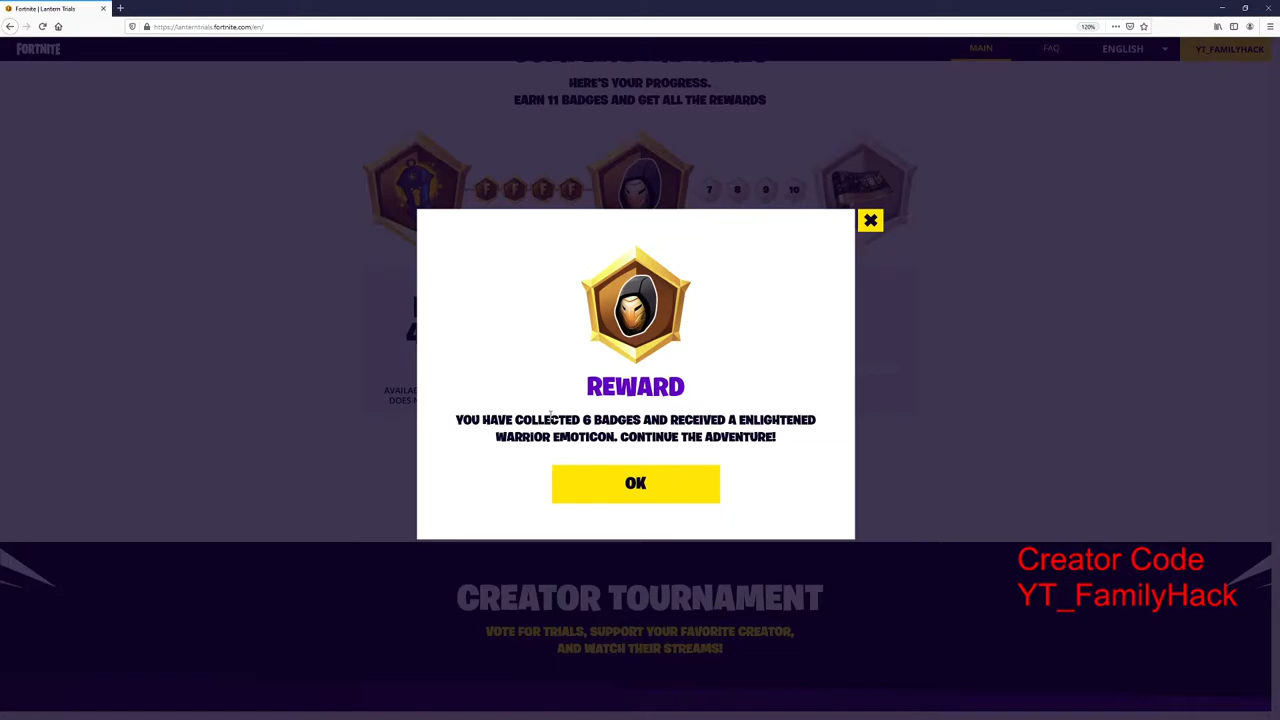 Fortnite | Lantern Trials
https://lanterntrials.fortnite.com/en/
120%
FORTNITE
MAIN
FAQ
ENGLISH
YT_FAMILYHACK
HERE'S YOUR PROGRESS.
EARN 11 BADGES AND GET ALL THE REWARDS
F F F F
7 8 9 10
REWARD
YOU HAVE COLLECTED 6 BADGES AND RECEIVED A ENLIGHTENED
WARRIOR EMOTICON. CONTINUE THE ADVENTURE!
OK
CREATOR TOURNAMENT
VOTE FOR TRIALS, SUPPORT YOUR FAVORITE CREATOR,
AND WATCH THEIR STREAMS!
Creator Code
YT_FamilyHack